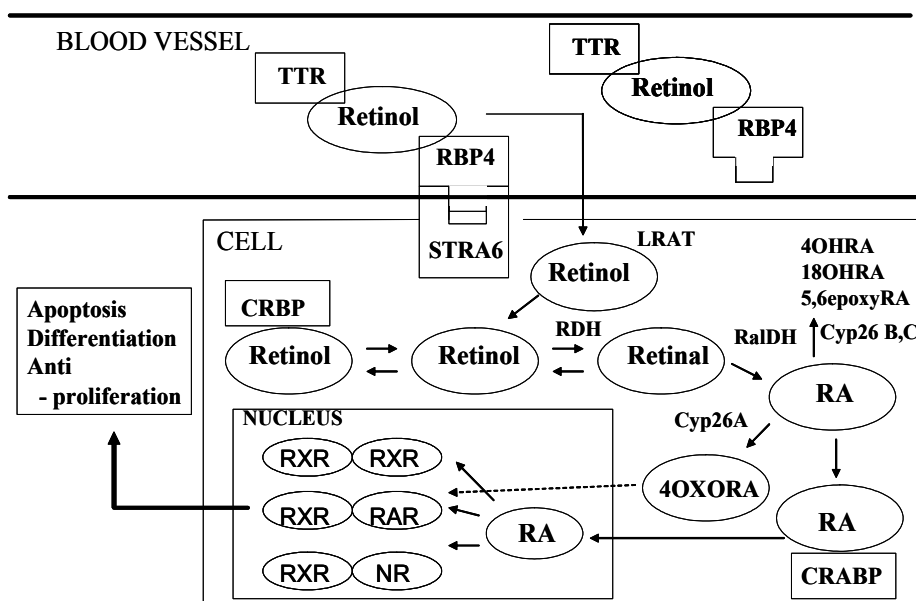 BLOOD VESSEL
TTR
Retinol
RBP4
TTR
Retinol
RBP4
CELL
STRA6
LRAT
Retinol
4OHRA
18OHRA
5,6epoxyRA
Apoptosis
Differentiation
Anti
- proliferation
CRBP
Retinol
Retinol
RDH
Retinal
RalDH
Cyp26 B,C
RA
Cyp26A
NUCLEUS
RXR RXR
4OXORA
RXR RAR
RA
RA
RXR NR
CRABP